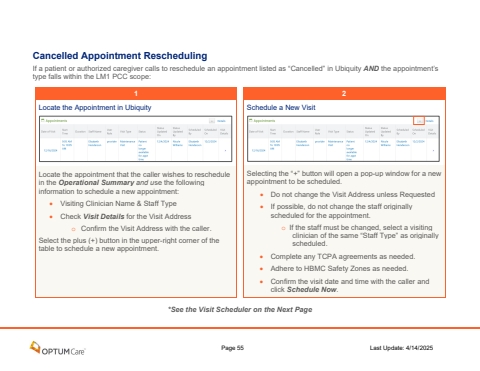 Cancelled Appointment Rescheduling
If a patient or authorized caregiver calls to reschedule an appointment listed as “Cancelled” in Ubiquity AND the appointment’s
type falls within the LM1 PCC scope:
1
Locate the Appointment in Ubiquity
Appointments
Locate the appointment that the caller wishes to reschedule
in the Operational Summary and use the following
information to schedule a new appointment:
• Visiting Clinician Name & Staff Type
• Check Visit Details for the Visit Address
o Confirm the Visit Address with the caller.
Select the plus (+) button in the upper-right corner of the
table to schedule a new appointment.
2
Schedule a New Visit
Appointments
Selecting the “+” button will open a pop-up window for a new
appointment to be scheduled.
• Do not change the Visit Address unless Requested
• If possible, do not change the staff originally
scheduled for the appointment.
o If the staff must be changed, select a visiting
clinician of the same “Staff Type” as originally
scheduled.
• Complete any TCPA agreements as needed.
• Adhere to HBMC Safety Zones as needed.
• Confirm the visit date and time with the caller and
click Schedule Now.
*See the Visit Scheduler on the Next Page
OPTUMCare
Page 55
Last Update: 4/14/2025